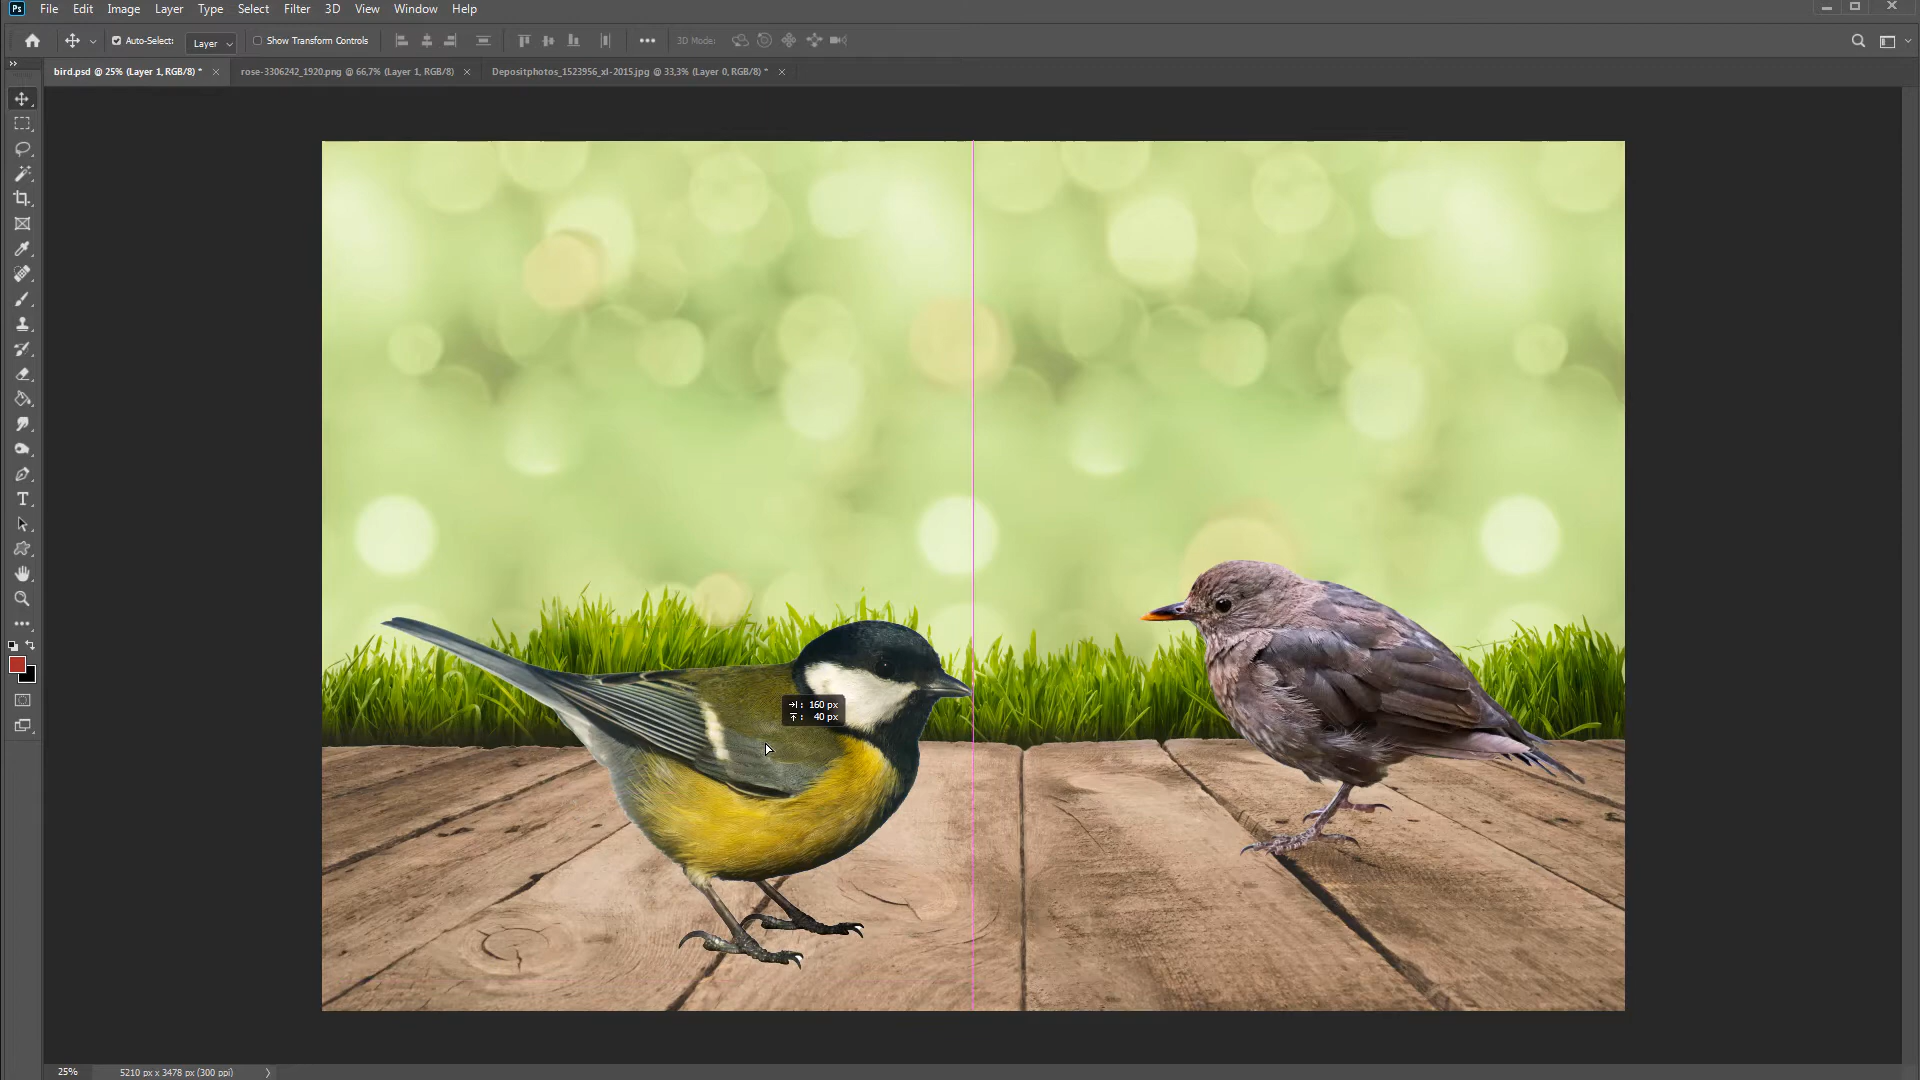 Ps File Edit Image Layer Type Select Filter 3D View Window Help
Auto-Select: Layer Show Transform Controls 3D Mode:
bird.psd @ 25% (Layer 1, RGB/8) * rose-3306242_1920.png @ 66,7% (Layer 1, RGB/8) Depositphotos_1523956_xl-2015.jpg @ 33,3% (Layer 0, RGB/8) *
T
160 px
40 px
25% 5210 px x 3478 px (300 ppi)